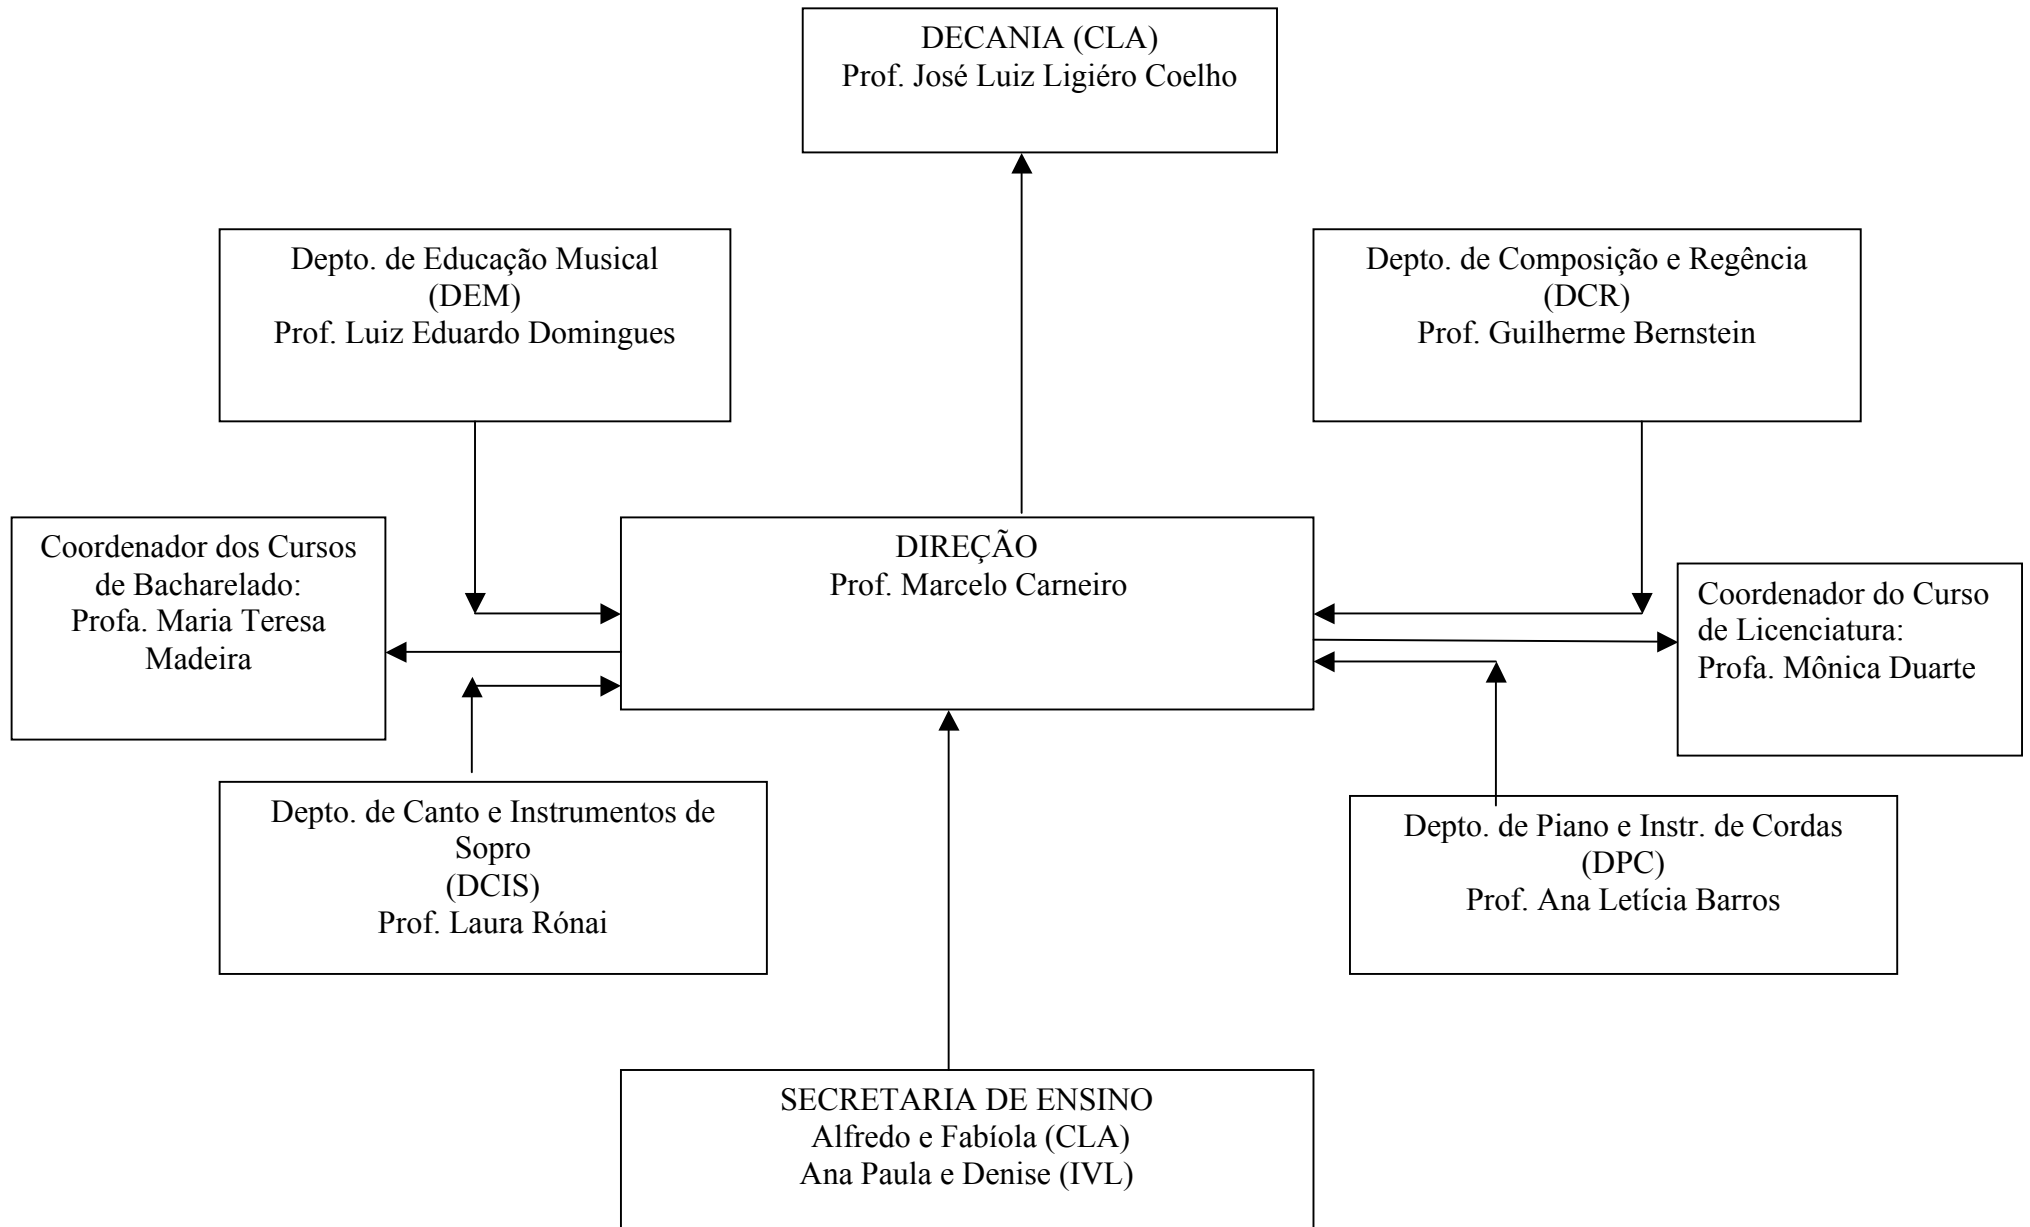 DECANIA (CLA)
Prof. José Luiz Ligiéro Coelho
Depto. de Educação Musical
(DEM)
Prof. Luiz Eduardo Domingues
Depto. de Composição e Regência
(DCR)
Prof. Guilherme Bernstein
Coordenador dos Cursos
de Bacharelado:
Profa. Maria Teresa
Madeira
DIREÇÃO
Prof. Marcelo Carneiro
Coordenador do Curso
de Licenciatura:
Profa. Mônica Duarte
Depto. de Canto e Instrumentos de
Sopro
(DCIS)
Prof. Laura Rónai
Depto. de Piano e Instr. de Cordas
(DPC)
Prof. Ana Letícia Barros
SECRETARIA DE ENSINO
Alfredo e Fabíola (CLA)
Ana Paula e Denise (IVL)